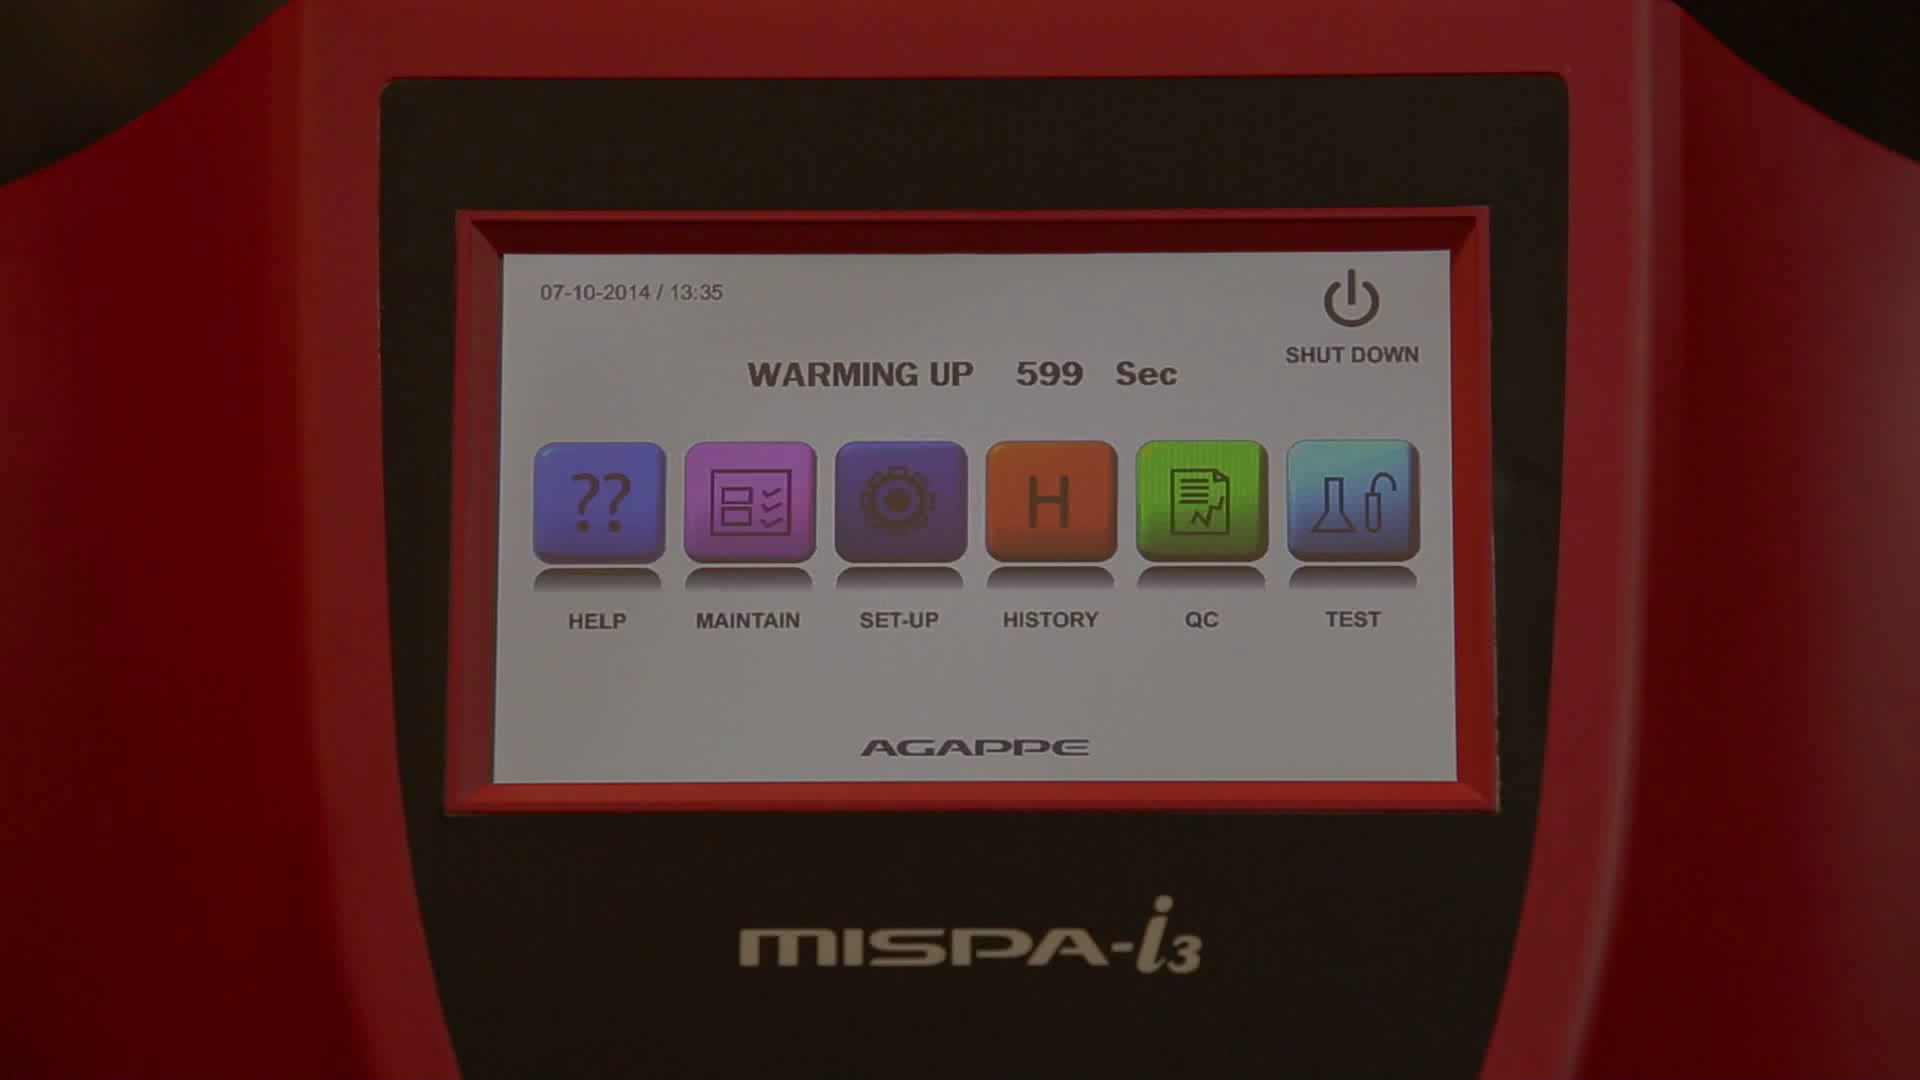 07-10-2014 / 13:35
SHUT DOWN
WARMING UP 599 Sec
??
H
HELP MAINTAIN SET-UP HISTORY QC TEST
AGAPPE
MISPA-i3